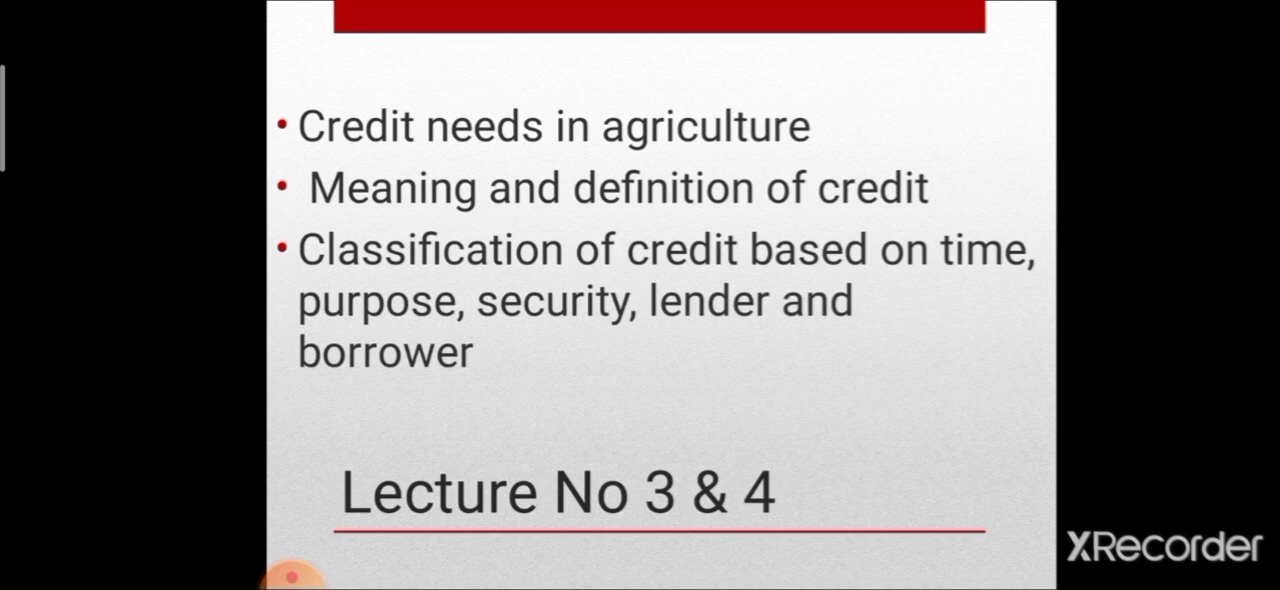 • Credit needs in agriculture
• Meaning and definition of credit
• Classification of credit based on time,
purpose, security, lender and
borrower
Lecture No 3 & 4
XRecorder